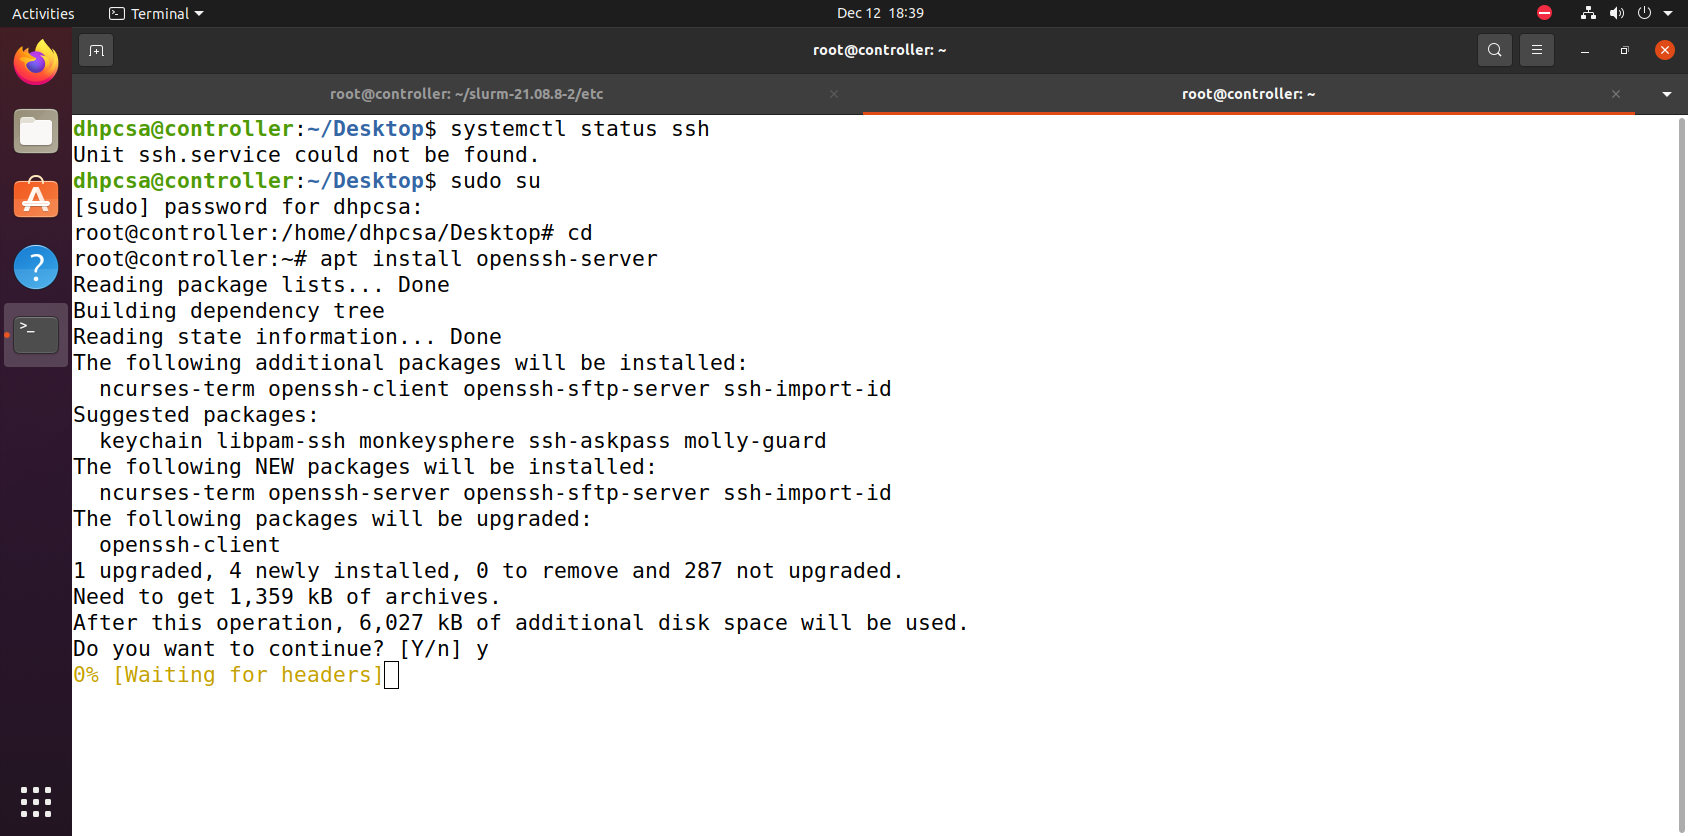 Activities
Terminal
Dec 12 18:39
root@controller: ~
root@controller: ~/slurm-21.08.8-2/etc
root@controller: ~
dhpcsa@controller:~/Desktop$ systemctl status ssh
Unit ssh.service could not be found.
dhpcsa@controller:~/Desktop$ sudo su
[sudo] password for dhpcsa:
root@controller:/home/dhpcsa/Desktop# cd
root@controller:~# apt install openssh-server
Reading package lists... Done
Building dependency tree
Reading state information... Done
The following additional packages will be installed:
  ncurses-term openssh-client openssh-sftp-server ssh-import-id
Suggested packages:
  keychain libpam-ssh monkeysphere ssh-askpass molly-guard
The following NEW packages will be installed:
  ncurses-term openssh-server openssh-sftp-server ssh-import-id
The following packages will be upgraded:
  openssh-client
1 upgraded, 4 newly installed, 0 to remove and 287 not upgraded.
Need to get 1,359 kB of archives.
After this operation, 6,027 kB of additional disk space will be used.
Do you want to continue? [Y/n] y
0% [Waiting for headers]